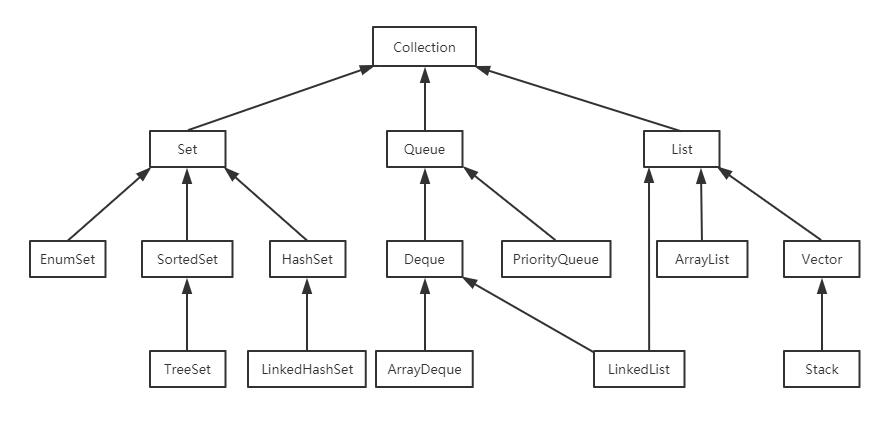 Collection
Set
Queue
List
EnumSet
SortedSet
HashSet
Deque
PriorityQueue
ArrayList
Vector
TreeSet
LinkedHashSet
ArrayDeque
LinkedList
Stack